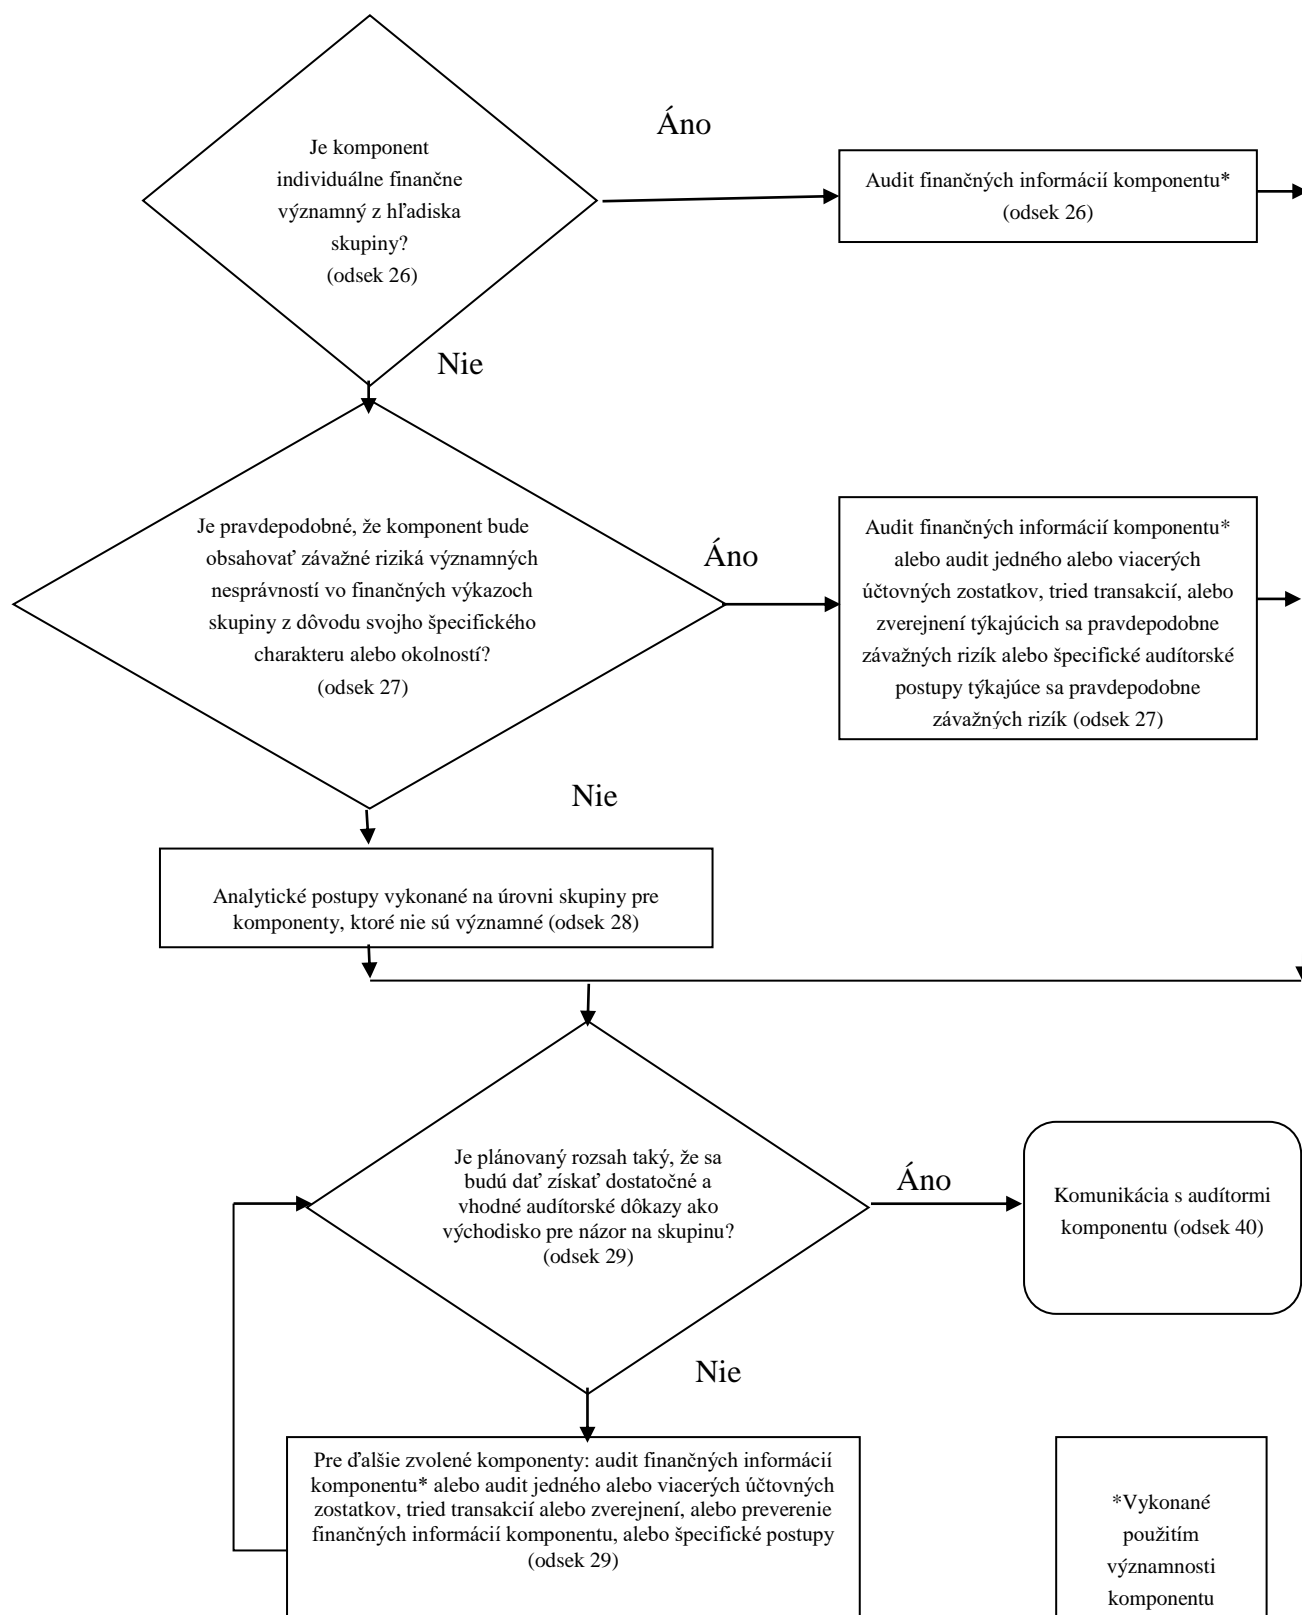 Je komponent
individuálne finančne
významný z hľadiska
skupiny?
(odsek 26)
Áno
Audit finančných informácií komponentu*
(odsek 26)
Nie
Je pravdepodobné, že komponent bude
obsahovať závažné riziká významných
nesprávností vo finančných výkazoch
skupiny z dôvodu svojho špecifického
charakteru alebo okolností?
(odsek 27)
Áno
Audit finančných informácií komponentu*
alebo audit jedného alebo viacerých
účtovných zostatkov, tried transakcií, alebo
zverejnení týkajúcich sa pravdepodobne
závažných rizík alebo špecifické audítorské
postupy týkajúce sa pravdepodobne
závažných rizík (odsek 27)
Nie
Analytické postupy vykonané na úrovni skupiny pre
komponenty, ktoré nie sú významné (odsek 28)
Je plánovaný rozsah taký, že sa
budú dať získať dostatočné a
vhodné audítorské dôkazy ako
východisko pre názor na skupinu?
(odsek 29)
Áno
Komunikácia s audítormi
komponentu (odsek 40)
Nie
Pre ďalšie zvolené komponenty: audit finančných informácií
komponentu* alebo audit jedného alebo viacerých účtovných
zostatkov, tried transakcií alebo zverejnení, alebo preverenie
finančných informácií komponentu, alebo špecifické postupy
(odsek 29)
*Vykonané
použitím
významnosti
komponentu